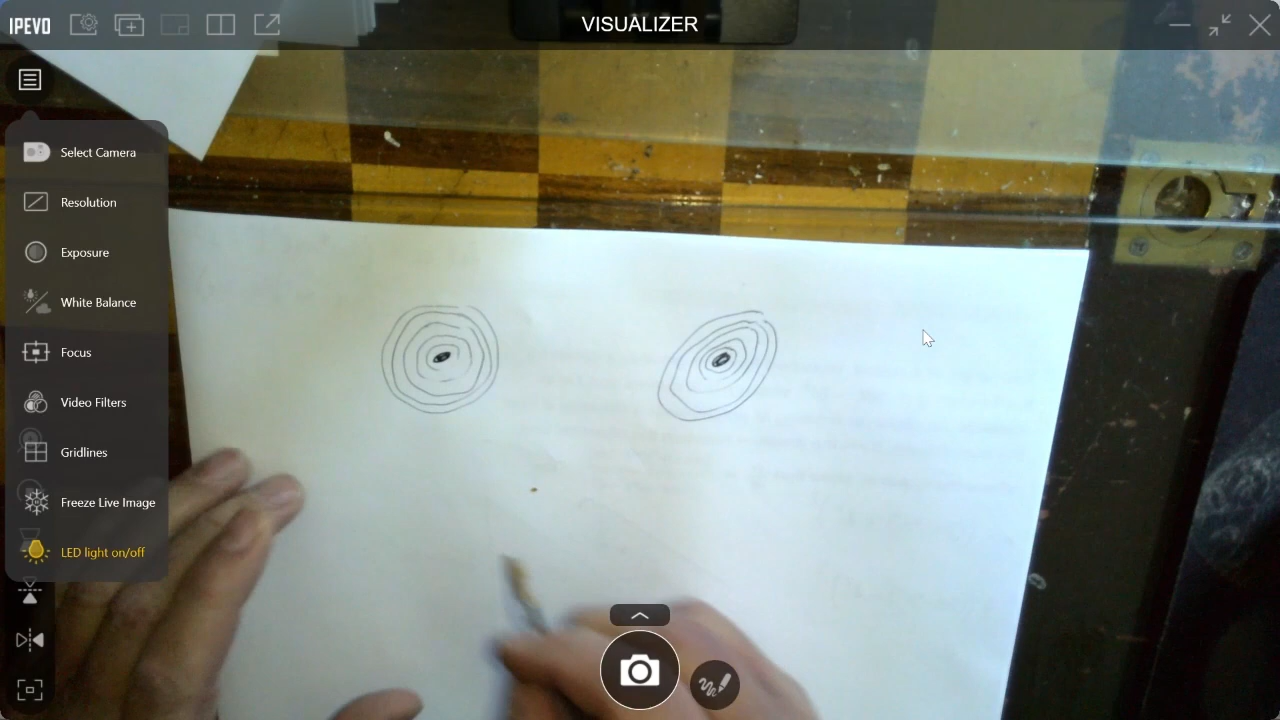 IPEVO
VISUALIZER
Select Camera
Resolution
Exposure
White Balance
Focus
Video Filters
Gridlines
Freeze Live Image
LED light on/off